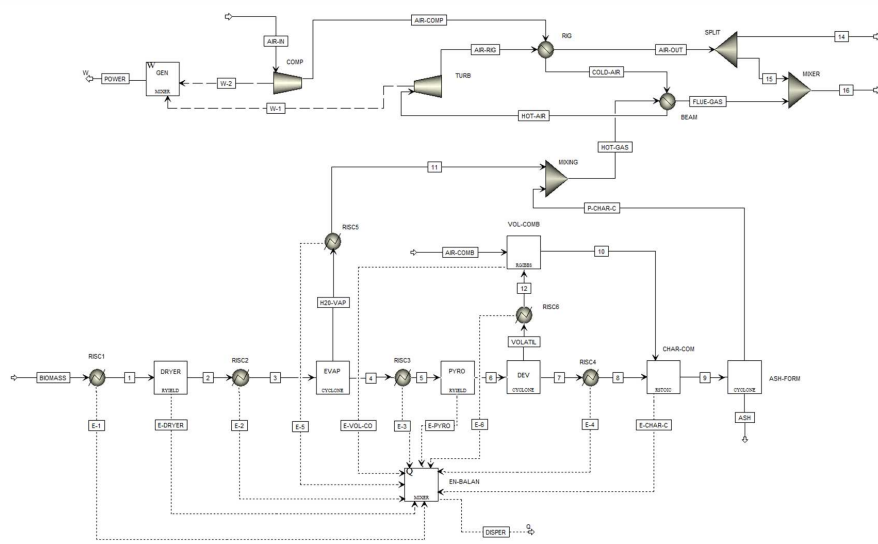 AIR-COMP
AIR-IN
RIG
SPLIT
14
W
GEN
AIR-RIG
AIR-OUT
COMP
W
POWER
W-2
TURB
COLD-AIR
15
MIXER
MIXER
W-1
HOT-AIR
FLUE-GAS
16
BEAM
HOT-GAS
11
MIXING
P-CHAR-C
RISC5
VOL-COMB
AIR-COMB
10
RGIBBS
12
H20-VAP
RISC6
VOLATIL
CHAR-COM
RISC1
DRYER
RISC2
EVAP
RISC3
PYRO
DEV
RISC4
BIOMASS
1
2
3
4
5
6
7
8
9
RYIELD
CYCLONE
RYIELD
CYCLONE
RSTOIC
CYCLONE
ASH-FORM
E-1
E-DRYER
E-2
E-5
E-VOL-CO
E-3
E-PYRO
E-6
E-4
E-CHAR-C
ASH
Q
EN-BALAN
MIXER
DISPER
Q